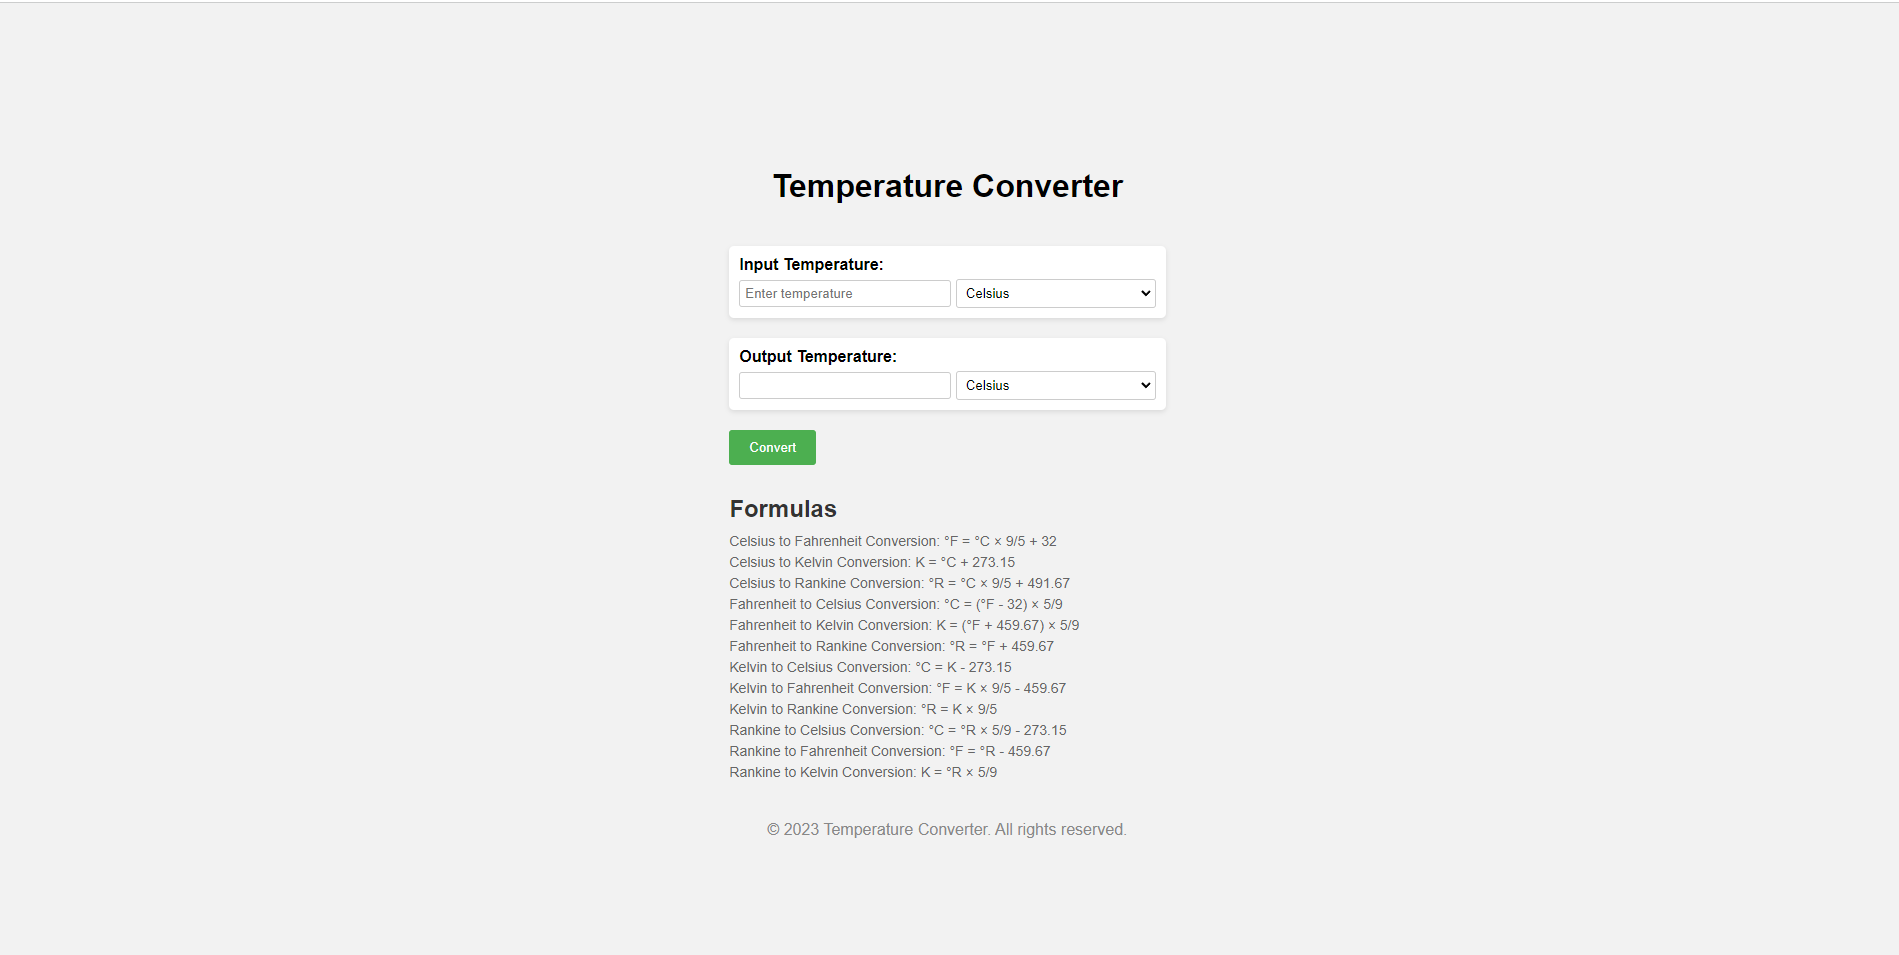 Temperature Converter
Input Temperature:
Enter temperature Celsius
Output Temperature:
Celsius
Convert
Formulas
Celsius to Fahrenheit Conversion: °F = °C × 9/5 + 32
Celsius to Kelvin Conversion: K = °C + 273.15
Celsius to Rankine Conversion: °R = °C × 9/5 + 491.67
Fahrenheit to Celsius Conversion: °C = (°F - 32) × 5/9
Fahrenheit to Kelvin Conversion: K = (°F + 459.67) × 5/9
Fahrenheit to Rankine Conversion: °R = °F + 459.67
Kelvin to Celsius Conversion: °C = K - 273.15
Kelvin to Fahrenheit Conversion: °F = K × 9/5 - 459.67
Kelvin to Rankine Conversion: °R = K × 9/5
Rankine to Celsius Conversion: °C = °R × 5/9 - 273.15
Rankine to Fahrenheit Conversion: °F = °R - 459.67
Rankine to Kelvin Conversion: K = °R × 5/9
© 2023 Temperature Converter. All rights reserved.